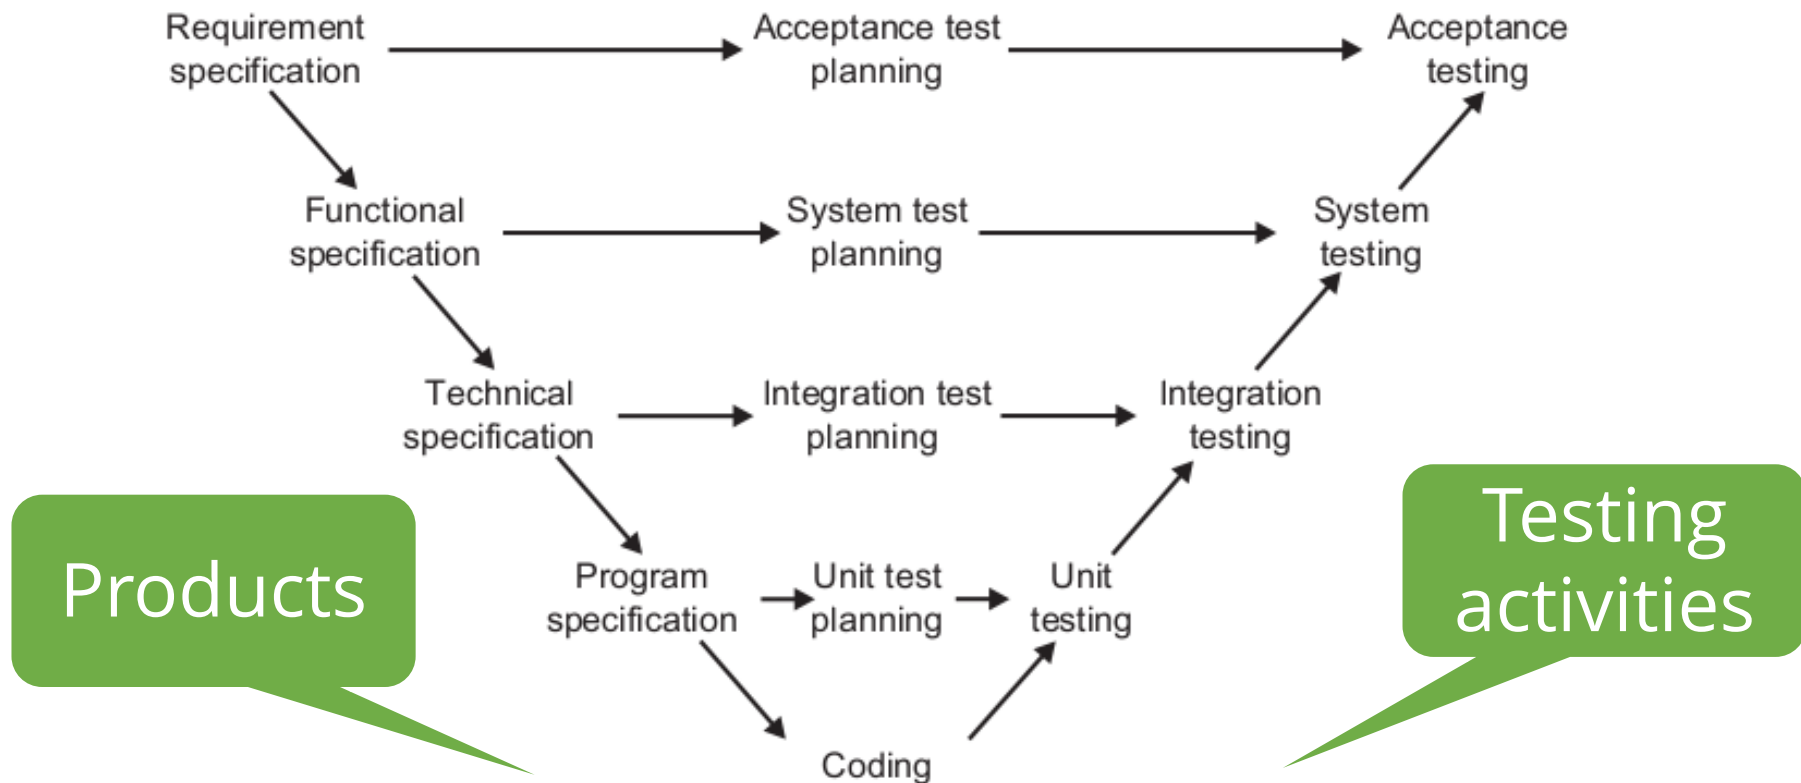 Requirement
specification
Acceptance test
planning
Acceptance
testing
Functional
specification
System test
planning
System
testing
Technical
specification
Integration test
planning
Integration
testing
Products
Testing
activities
Program
specification
Unit test
planning
Unit
testing
Coding